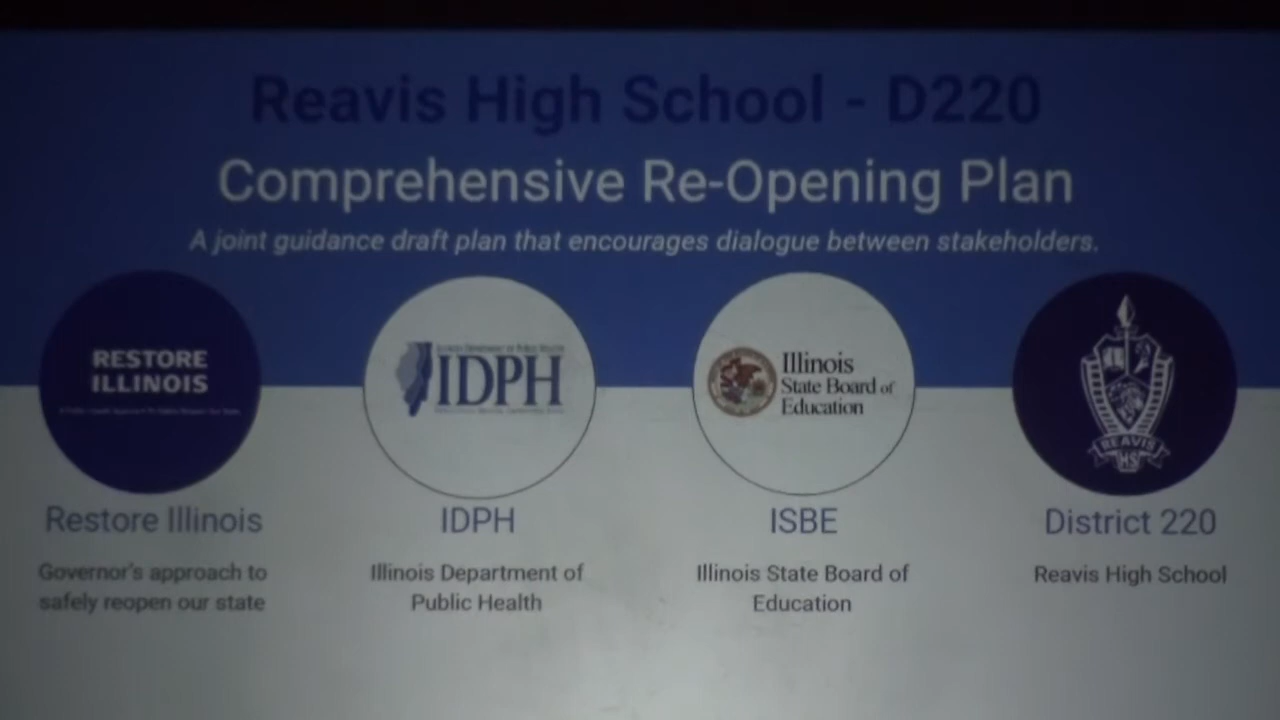 Reavis High School - D220
Comprehensive Re-Opening Plan
A joint guidance draft plan that encourages dialogue between stakeholders.
RESTORE
ILLINOIS
IDPH
Illinois
State Board of
Education
REAVIS
HS
Restore Illinois
IDPH
ISBE
District 220
Governor's approach to
safely reopen our state
Illinois Department of
Public Health
Illinois State Board of
Education
Reavis High School